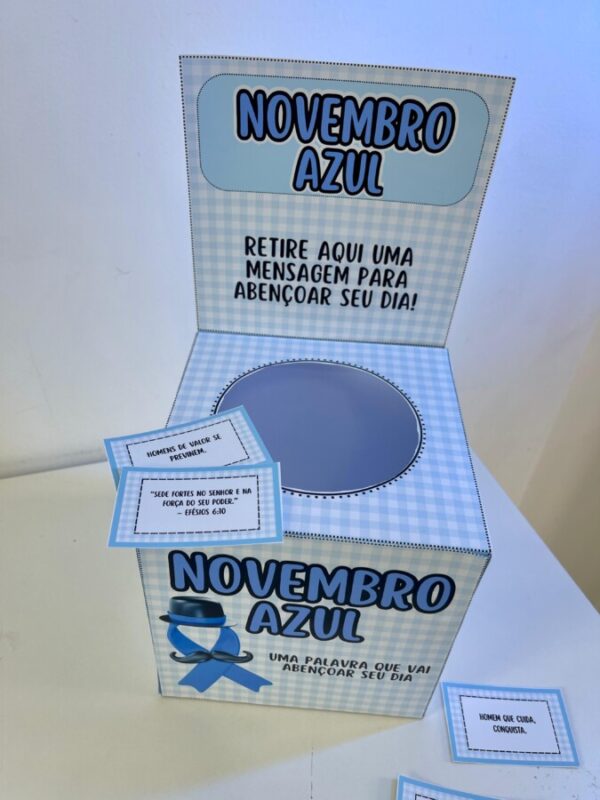 NOVEMBRO
AZUL
RETIRE AQUI UMA
MENSAGEM PARA
ABENÇOAR SEU DIA!
HOMENS DE VALOR SE
PREVINEM.
"SEDE FORTES NO SENHOR E NA
FORÇA DO SEU PODER."
– EFÉSIOS 6:10
NOVEMBRO
AZUL
UMA PALAVRA QUE VAI
ABENÇOAR SEU DIA
HOMEM QUE CUIDA,
CONQUISTA.